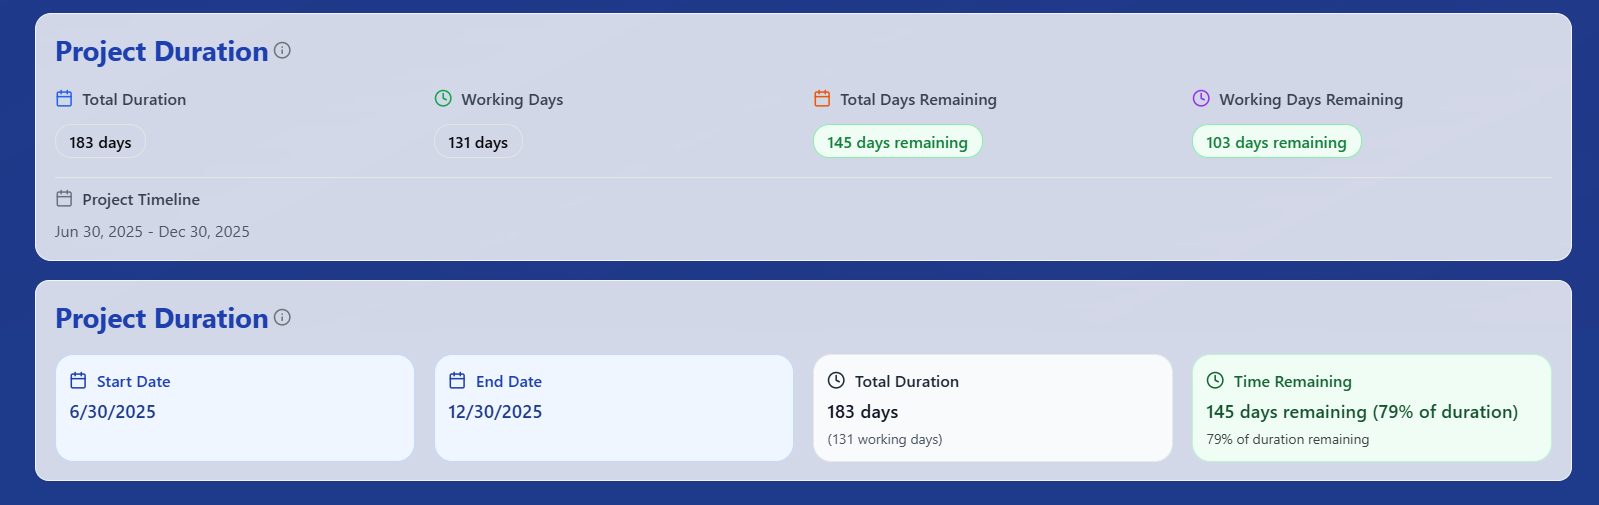 Project Duration
Total Duration
183 days
Working Days
131 days
Total Days Remaining
145 days remaining
Working Days Remaining
103 days remaining
Project Timeline
Jun 30, 2025 - Dec 30, 2025
Project Duration
Start Date
6/30/2025
End Date
12/30/2025
Total Duration
183 days
(131 working days)
Time Remaining
145 days remaining (79% of duration)
79% of duration remaining